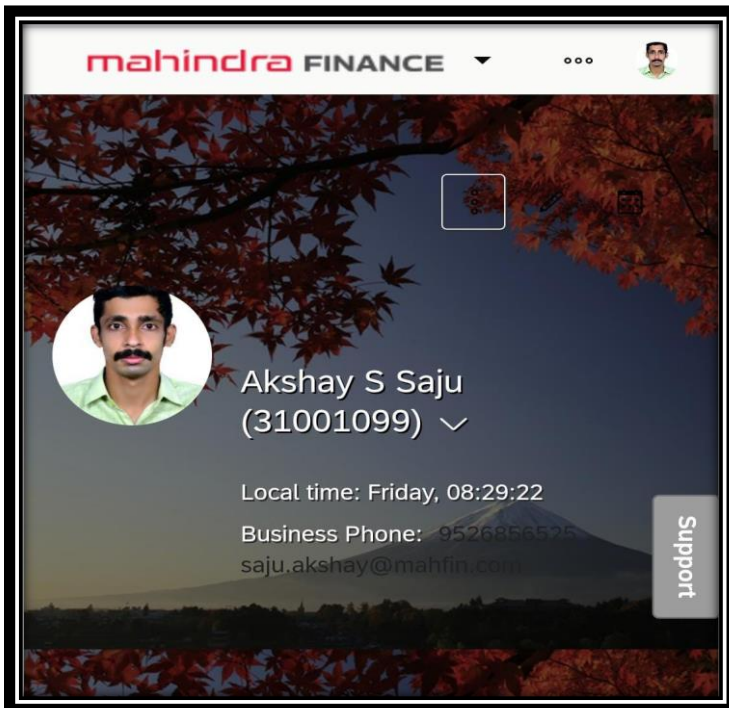 mahindra FINANCE
Akshay S Saju
(31001099)
Local time: Friday, 08:29:22
Business Phone: 9526856525
saju.akshay@mahfin.com
Support